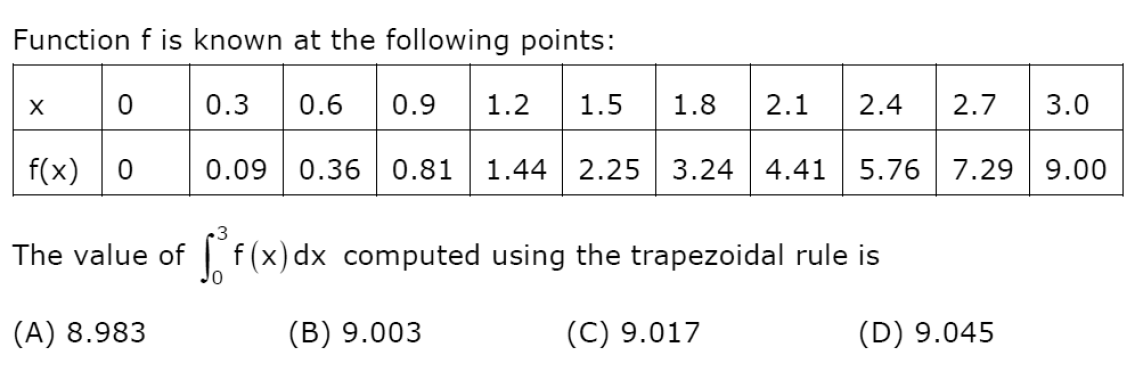 Function f is known at the following points:
x 0 0.3 0.6 0.9 1.2 1.5 1.8 2.1 2.4 2.7 3.0
f(x) 0 0.09 0.36 0.81 1.44 2.25 3.24 4.41 5.76 7.29 9.00
The value of ∫₀³ f(x)dx computed using the trapezoidal rule is
(A) 8.983 (B) 9.003 (C) 9.017 (D) 9.045